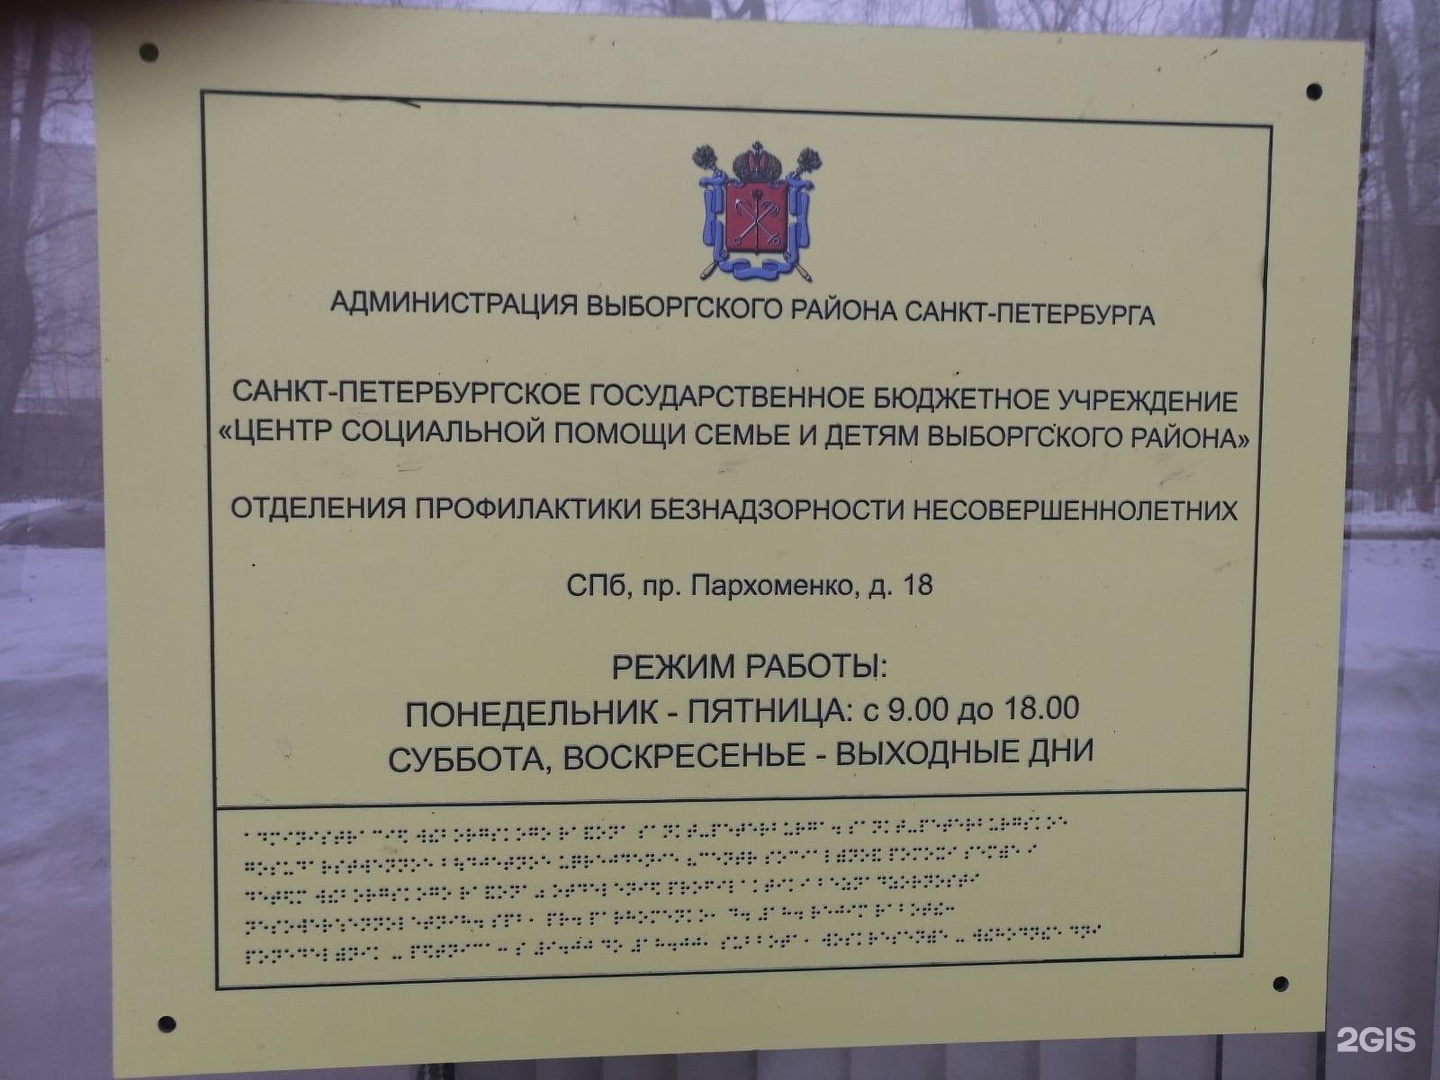 АДМИНИСТРАЦИЯ ВЫБОРГСКОГО РАЙОНА САНКТ-ПЕТЕРБУРГА
САНКТ-ПЕТЕРБУРГСКОЕ ГОСУДАРСТВЕННОЕ БЮДЖЕТНОЕ УЧРЕЖДЕНИЕ
«ЦЕНТР СОЦИАЛЬНОЙ ПОМОЩИ СЕМЬЕ И ДЕТЯМ ВЫБОРГСКОГО РАЙОНА»
ОТДЕЛЕНИЯ ПРОФИЛАКТИКИ БЕЗНАДЗОРНОСТИ НЕСОВЕРШЕННОЛЕТНИХ
СПб, пр. Пархоменко, д. 18
РЕЖИМ РАБОТЫ:
ПОНЕДЕЛЬНИК - ПЯТНИЦА: с 9.00 до 18.00
СУББОТА, ВОСКРЕСЕНЬЕ - ВЫХОДНЫЕ ДНИ
2GIS